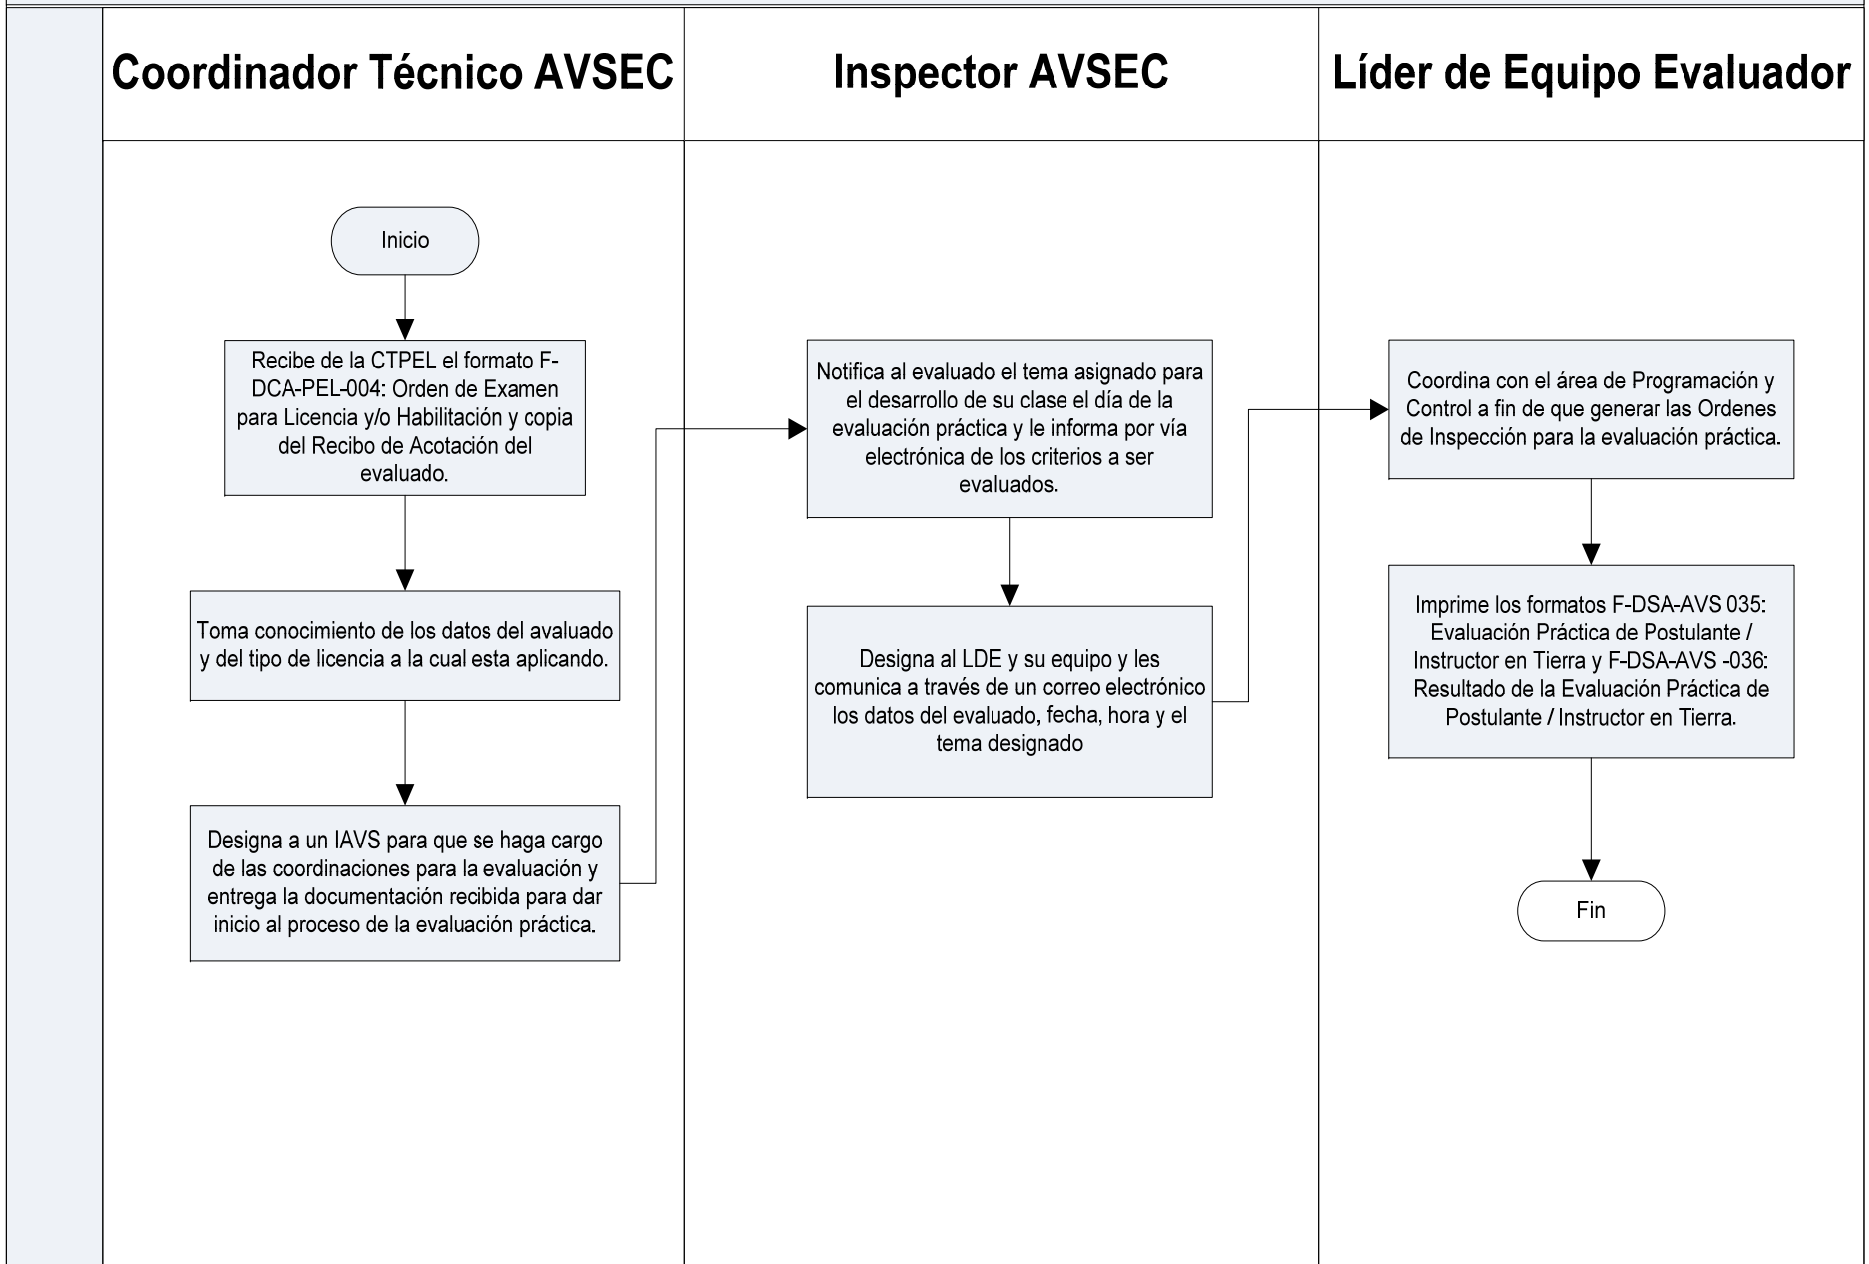 Coordinador Técnico AVSEC
Inspector AVSEC
Líder de Equipo Evaluador
Inicio
Recibe de la CTPEL el formato F-
DCA-PEL-004: Orden de Examen
para Licencia y/o Habilitación y copia
del Recibo de Acotación del
evaluado.
Toma conocimiento de los datos del avaluado
y del tipo de licencia a la cual esta aplicando.
Designa a un IAVS para que se haga cargo
de las coordinaciones para la evaluación y
entrega la documentación recibida para dar
inicio al proceso de la evaluación práctica.
Notifica al evaluado el tema asignado para
el desarrollo de su clase el día de la
evaluación práctica y le informa por vía
electrónica de los criterios a ser
evaluados.
Designa al LDE y su equipo y les
comunica a través de un correo electrónico
los datos del evaluado, fecha, hora y el
tema designado
Coordina con el área de Programación y
Control a fin de que generar las Ordenes
de Inspección para la evaluación práctica.
Imprime los formatos F-DSA-AVS 035:
Evaluación Práctica de Postulante /
Instructor en Tierra y F-DSA-AVS -036:
Resultado de la Evaluación Práctica de
Postulante / Instructor en Tierra.
Fin